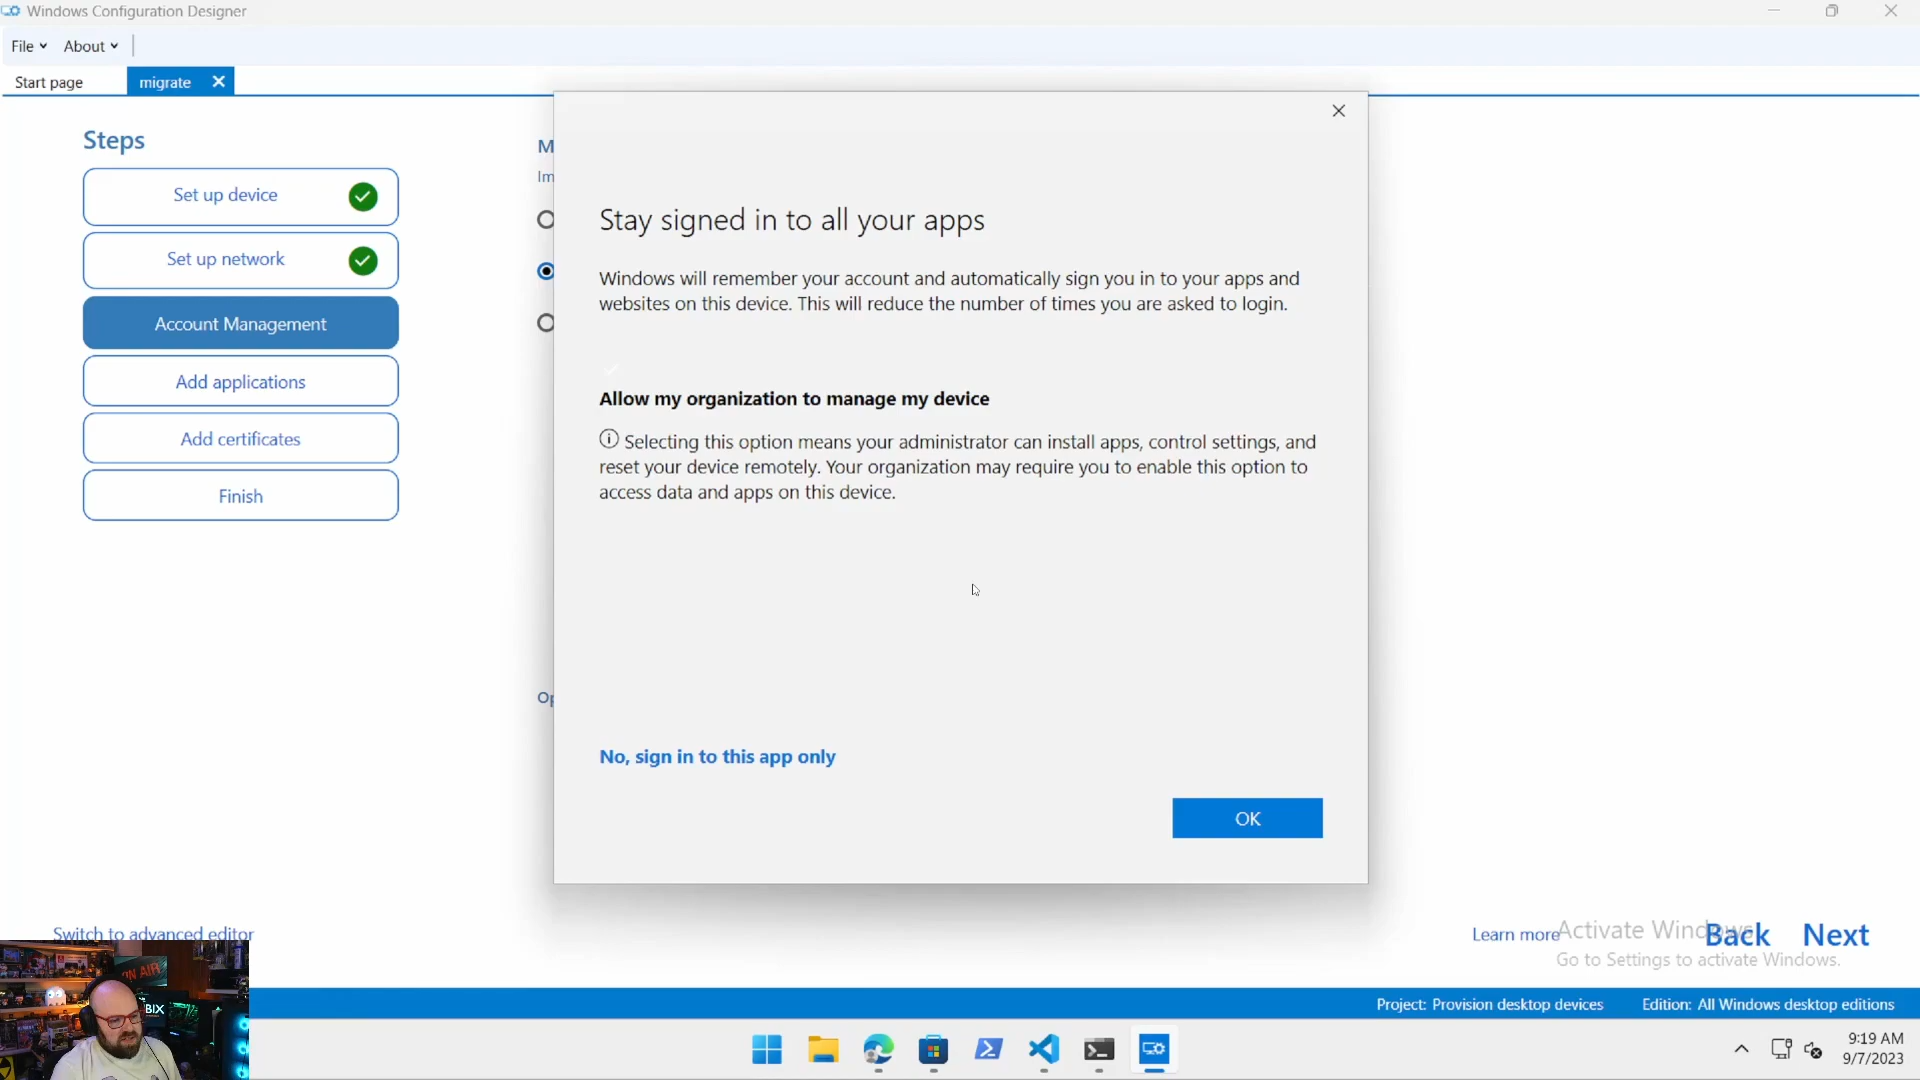 Windows Configuration Designer
File About
Start page migrate
Steps
Set up device
Set up network
Account Management
Add applications
Add certificates
Finish
M
Im
Op
Stay signed in to all your apps
Windows will remember your account and automatically sign you in to your apps and
websites on this device. This will reduce the number of times you are asked to login.
Allow my organization to manage my device
Selecting this option means your administrator can install apps, control settings, and
reset your device remotely. Your organization may require you to enable this option to
access data and apps on this device.
No, sign in to this app only
OK
Switch to advanced editor
Learn more
Back Next
Activate Windows
Go to Settings to activate Windows.
ON AIR
BIX
Project: Provision desktop devices Edition: All Windows desktop editions
9:19 AM
9/7/2023